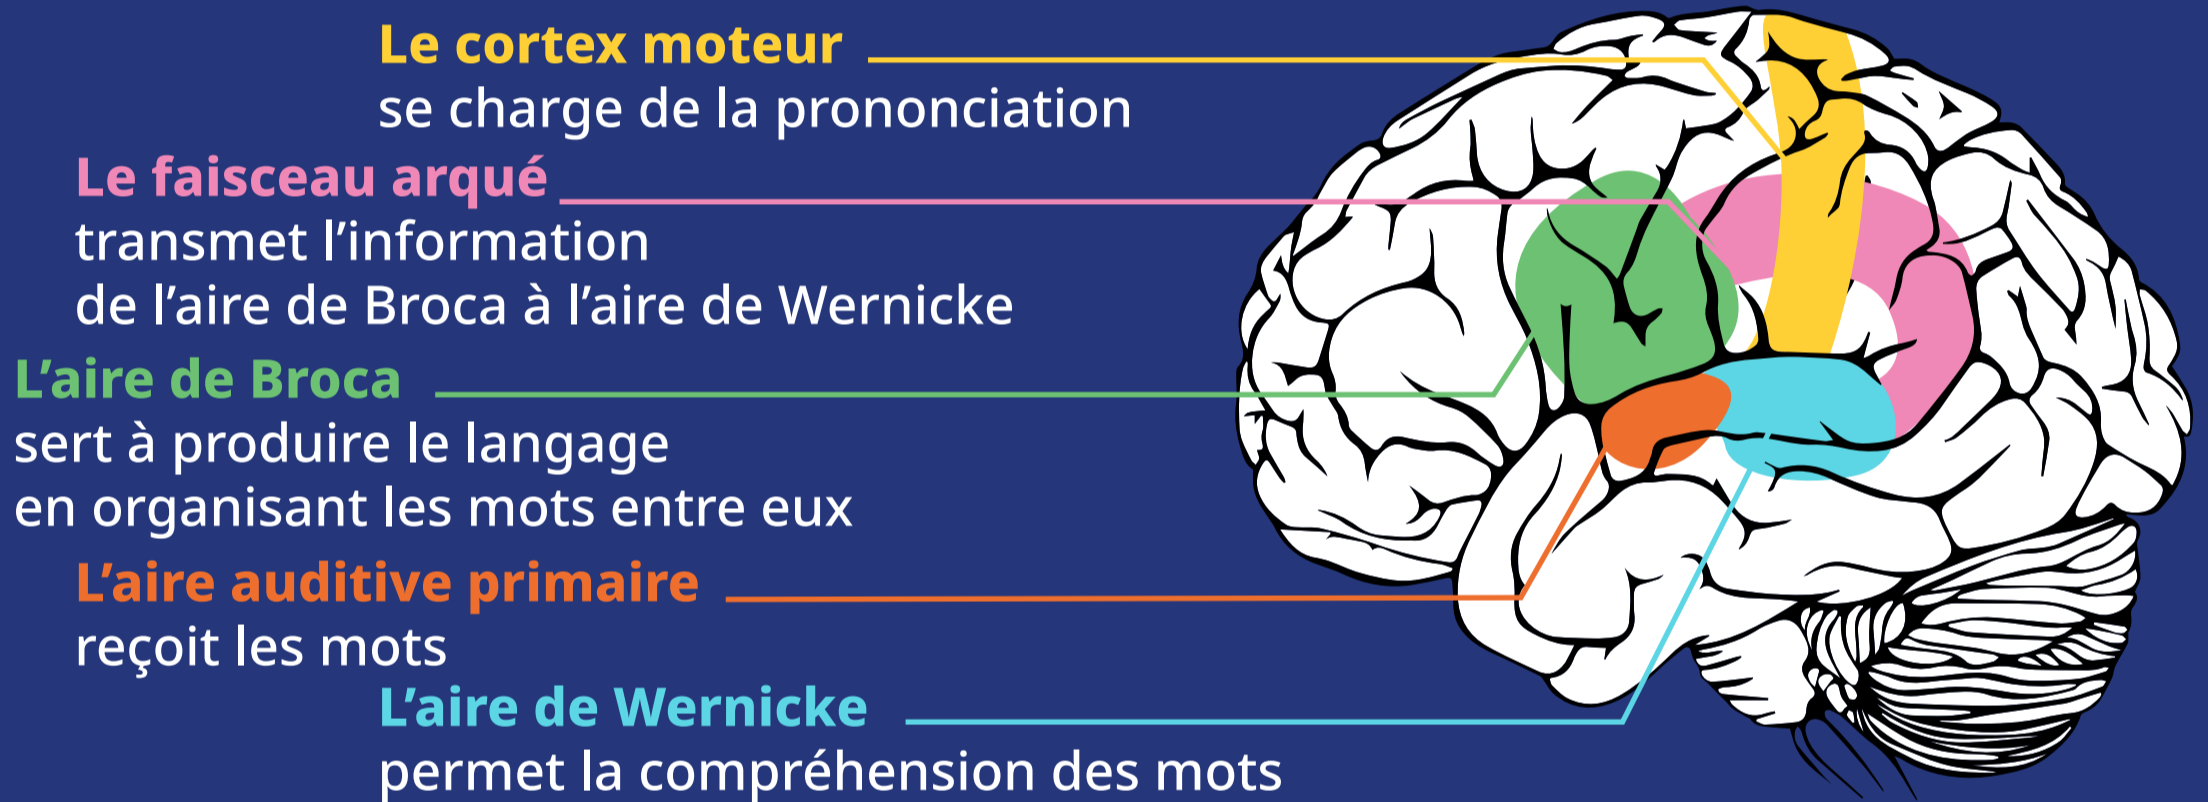 Le cortex moteur
se charge de la prononciation
Le faisceau arqué
transmet l’information
de l’aire de Broca à l’aire de Wernicke
L’aire de Broca
sert à produire le langage
en organisant les mots entre eux
L’aire auditive primaire
reçoit les mots
L’aire de Wernicke
permet la compréhension des mots